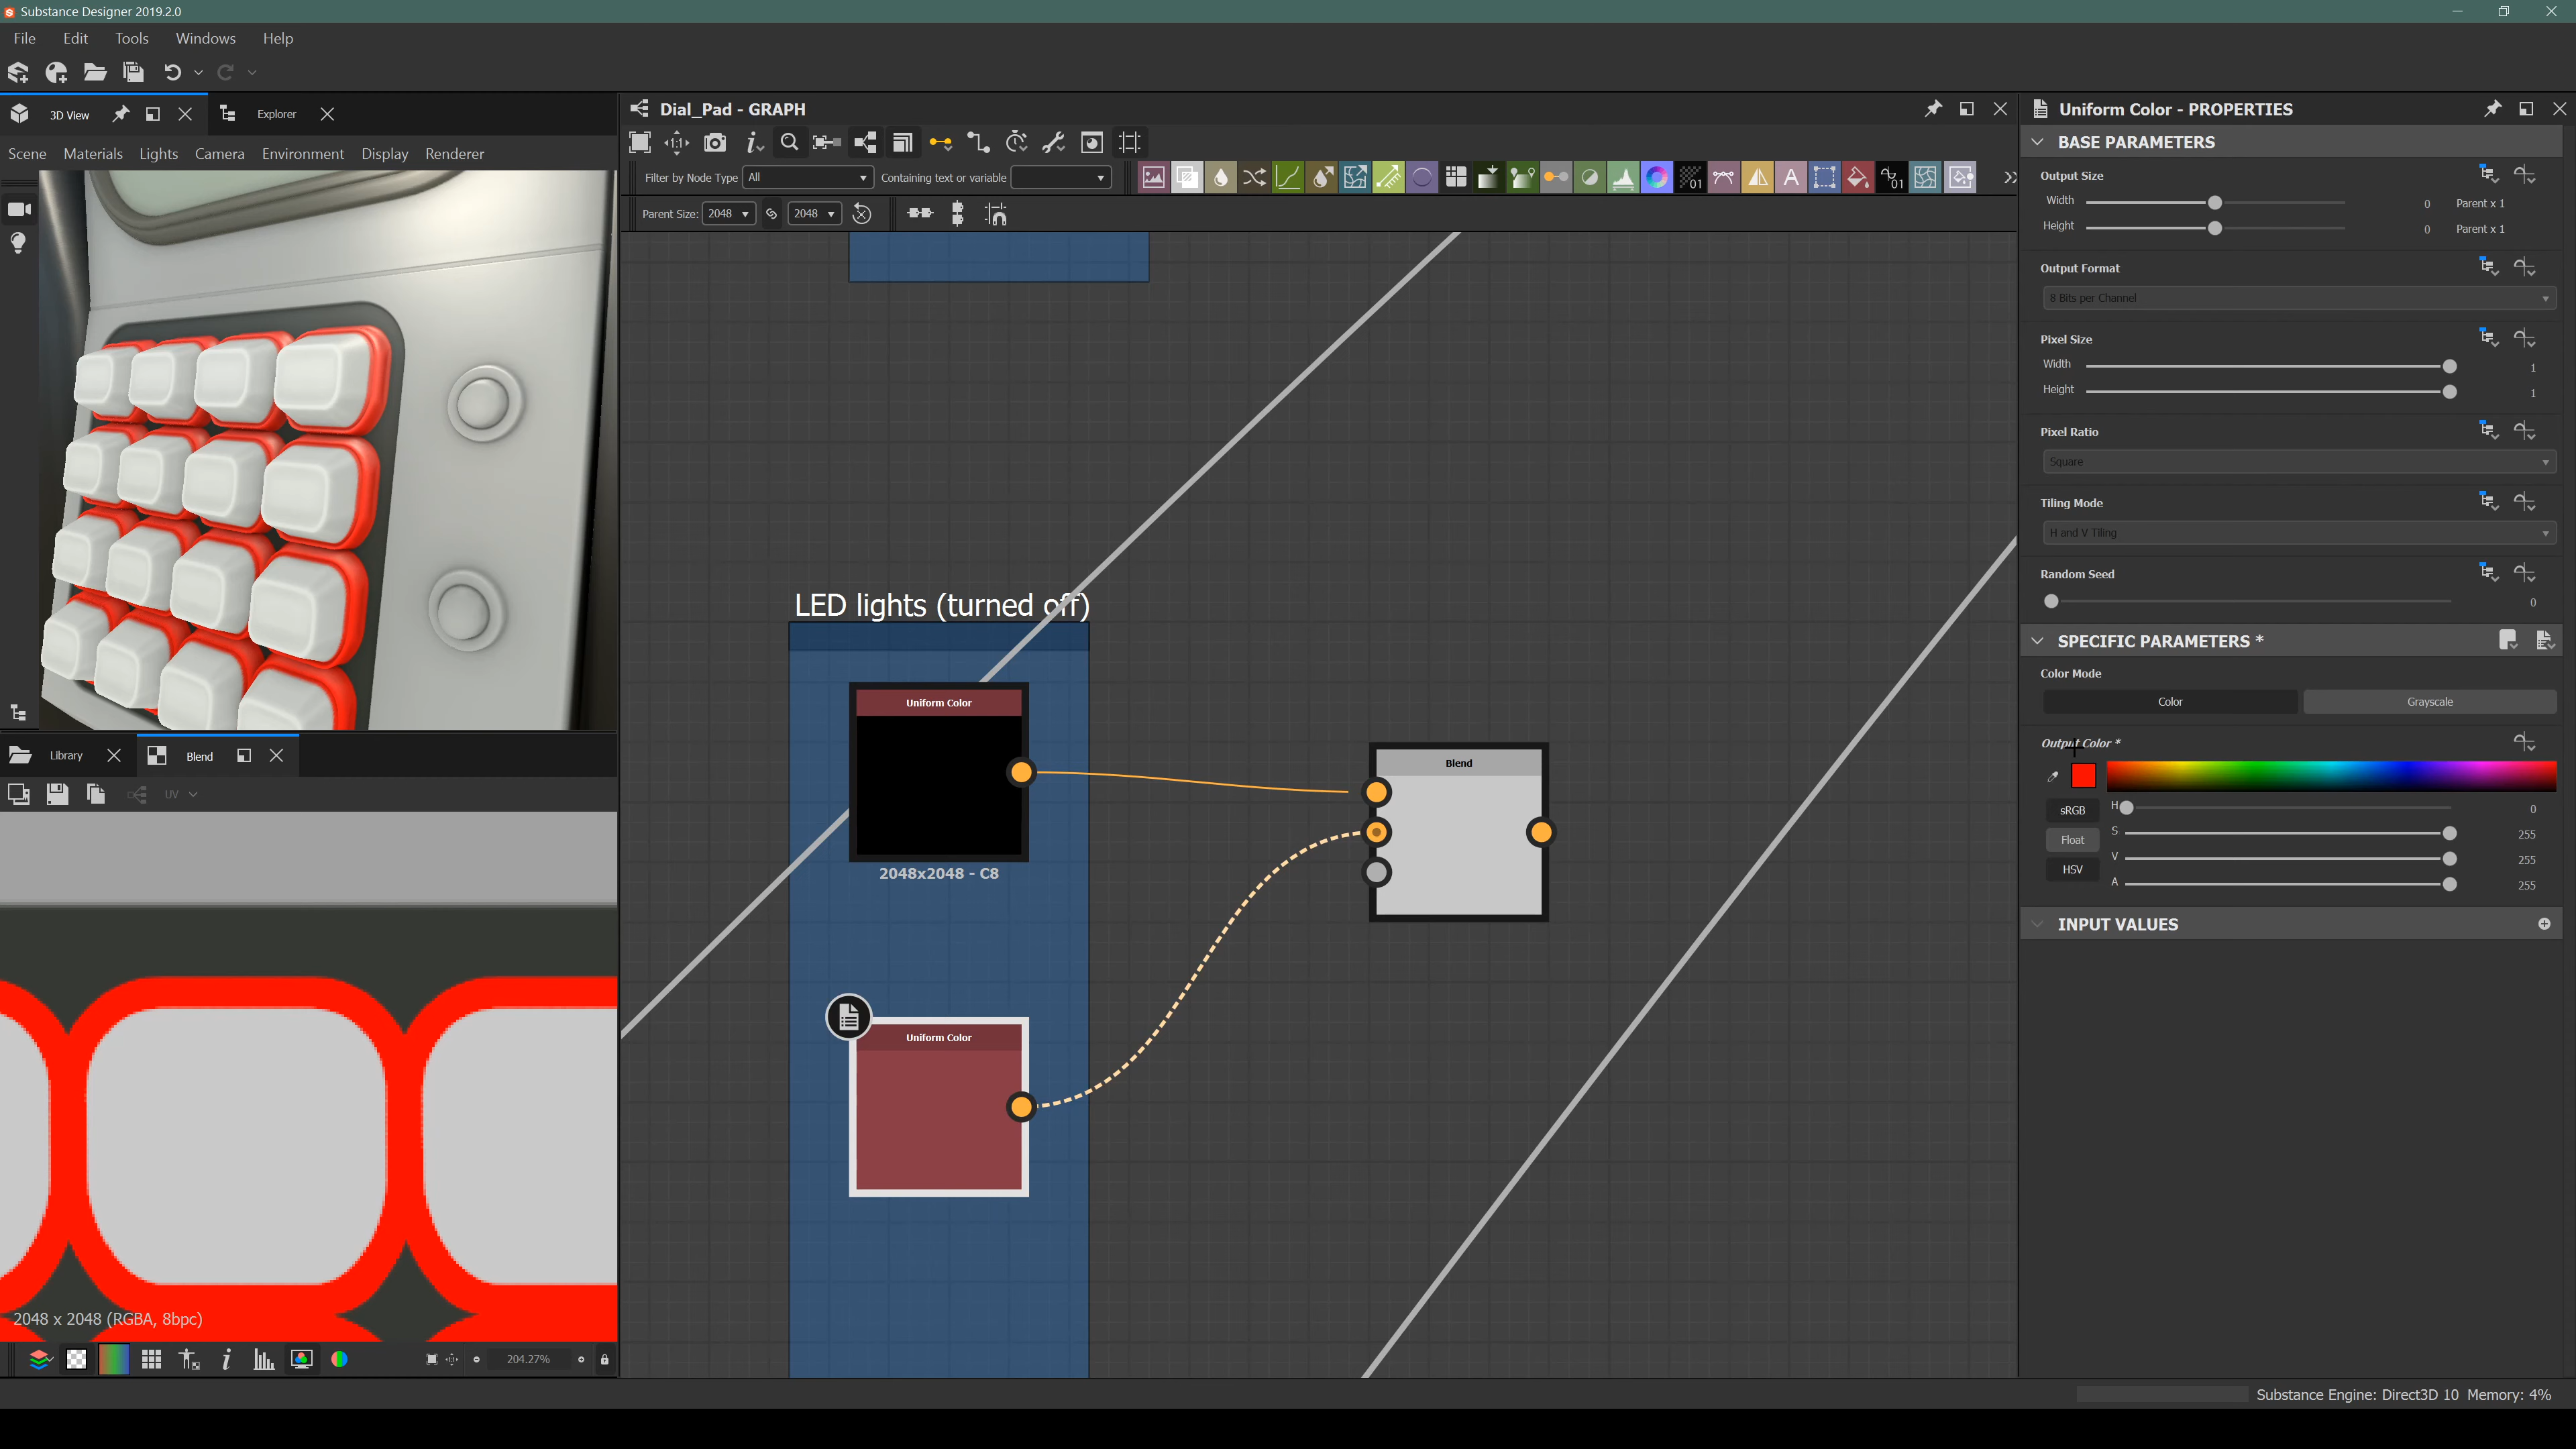 Substance Designer 2019.2.0
File Edit Tools Windows Help
3D View Explorer
Scene Materials Lights Camera Environment Display Renderer
Dial_Pad - GRAPH
1:1
Filter by Node Type All Containing text or variable
01 A 01
Parent Size: 2048 2048
LED lights (turned off)
Uniform Color
2048x2048 - C8
Blend
Uniform Color
Library Blend
UV
2048 x 2048 (RGBA, 8bpc)
204.27%
Uniform Color - PROPERTIES
BASE PARAMETERS
Output Size
Width 0 Parent x 1
Height 0 Parent x 1
Output Format
8 Bits per Channel
Pixel Size
Width 1
Height 1
Pixel Ratio
Square
Tiling Mode
H and V Tiling
Random Seed
0
SPECIFIC PARAMETERS *
Color Mode
Color Grayscale
Output Color *
sRGB H 0
Float S 255
HSV V 255
A 255
INPUT VALUES
Substance Engine: Direct3D 10 Memory: 4%